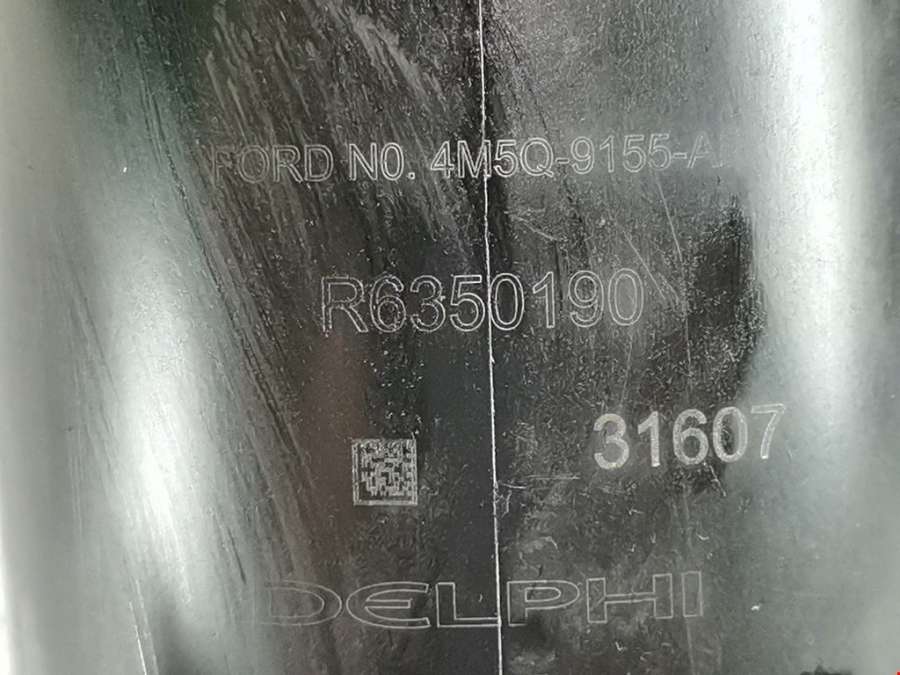 FORD N0. 4M5Q-9155-A
R6350190
31607
DELPHI